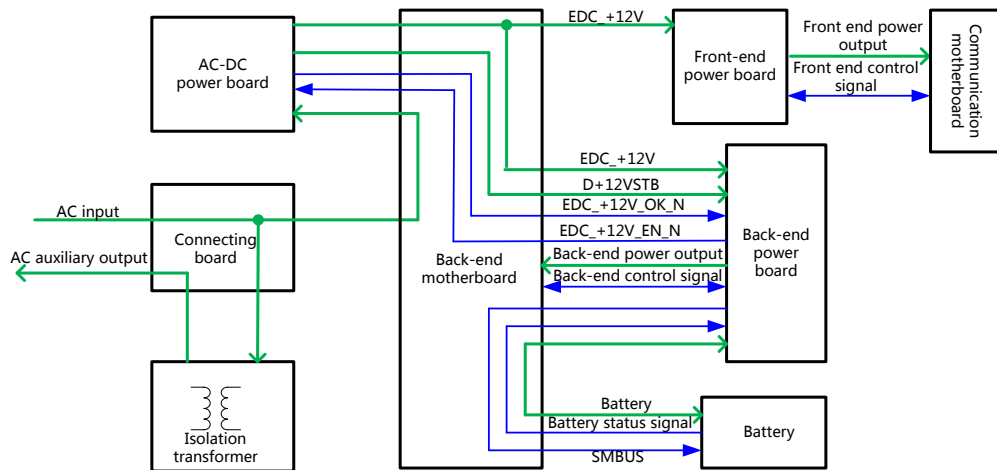 EDC_+12V
AC-DC
power board
Front-end
power board
Front end power
output
Front end control
signal
Communication
motherboard
EDC_+12V
D+12VSTB
EDC_+12V_OK_N
EDC_+12V_EN_N
Back-end power output
Back-end control signal
Back-end
power
board
AC input
Connecting
board
AC auxiliary output
Back-end
motherboard
Isolation
transformer
Battery
Battery status signal
SMBUS
Battery